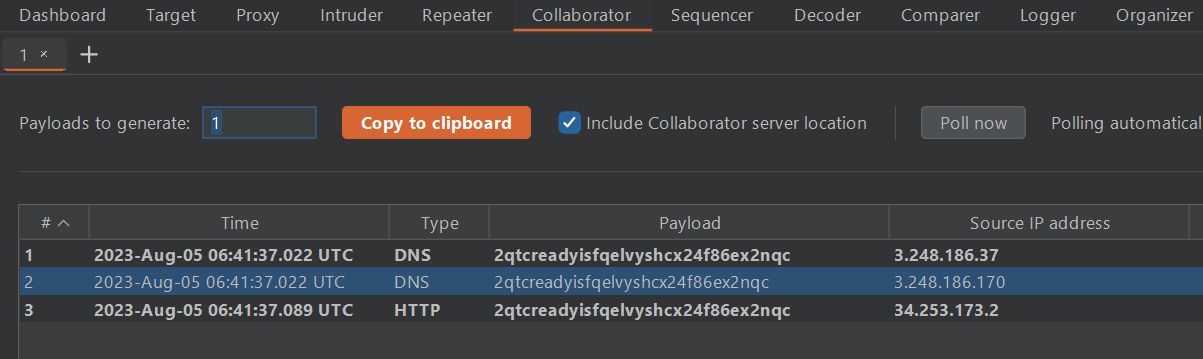 Dashboard Target Proxy Intruder Repeater Collaborator Sequencer Decoder Comparer Logger Organizer
1 × +
Payloads to generate: 1 Copy to clipboard Include Collaborator server location Poll now Polling automatical
# Time Type Payload Source IP address
1 2023-Aug-05 06:41:37.022 UTC DNS 2qtcreadyisfqelvyshcx24f86ex2nqc 3.248.186.37
2 2023-Aug-05 06:41:37.022 UTC DNS 2qtcreadyisfqelvyshcx24f86ex2nqc 3.248.186.170
3 2023-Aug-05 06:41:37.089 UTC HTTP 2qtcreadyisfqelvyshcx24f86ex2nqc 34.253.173.2